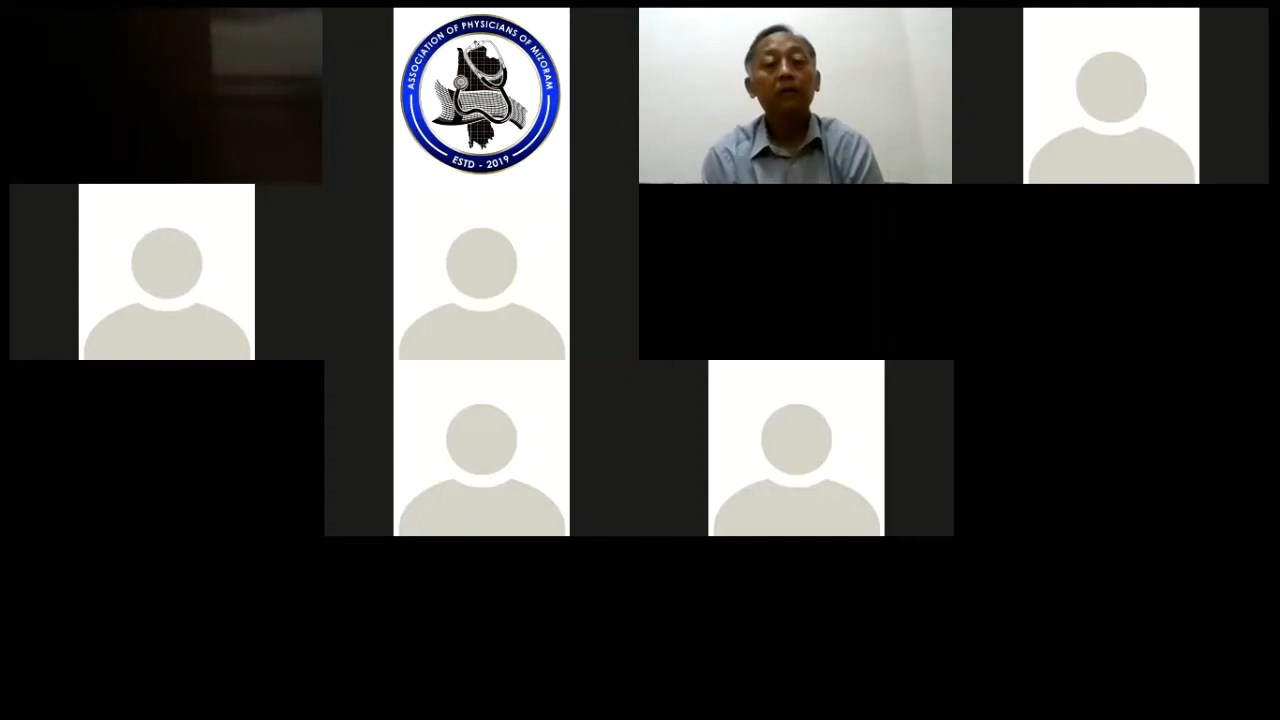 ASSOCIATION OF PHYSICIANS OF MIZORAM
ESTD - 2019